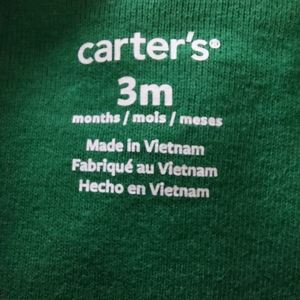 carter's®
3m
months / mois / meses
Made in Vietnam
Fabriqué au Vietnam
Hecho en Vietnam